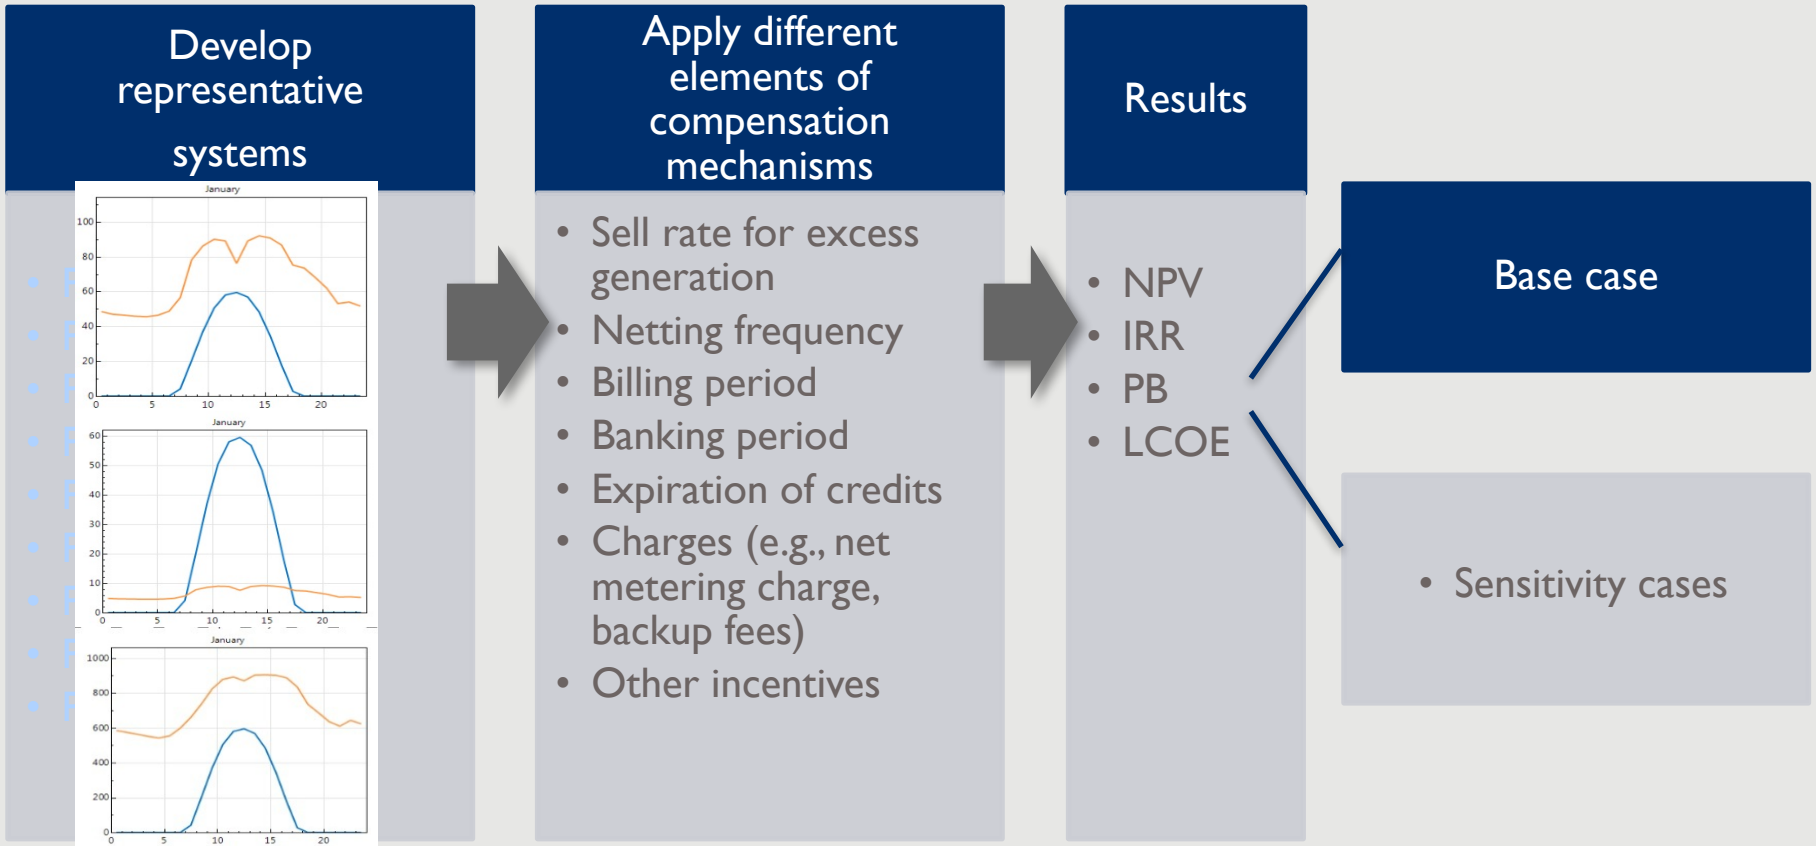 Develop
representative
systems
January
100
80
60
40
20
0
0 5 10 15 20
January
60
50
40
30
20
10
0
0 5 10 15 20
January
1000
800
600
400
200
0
0 5 10 15 20
Apply different
elements of
compensation
mechanisms
• Sell rate for excess
generation
• Netting frequency
• Billing period
• Banking period
• Expiration of credits
• Charges (e.g., net
metering charge,
backup fees)
• Other incentives
Results
• NPV
• IRR
• PB
• LCOE
Base case
• Sensitivity cases